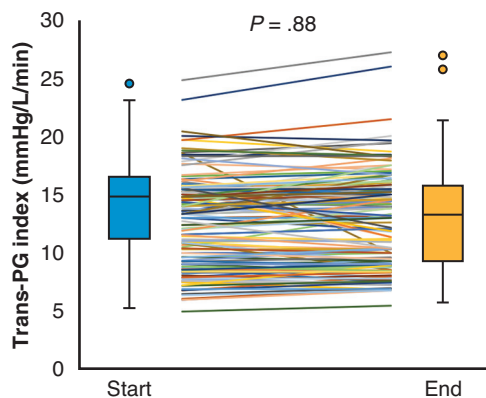 P = .88
Trans-PG index (mmHg/L/min)
30
25
20
15
10
5
0
Start
End